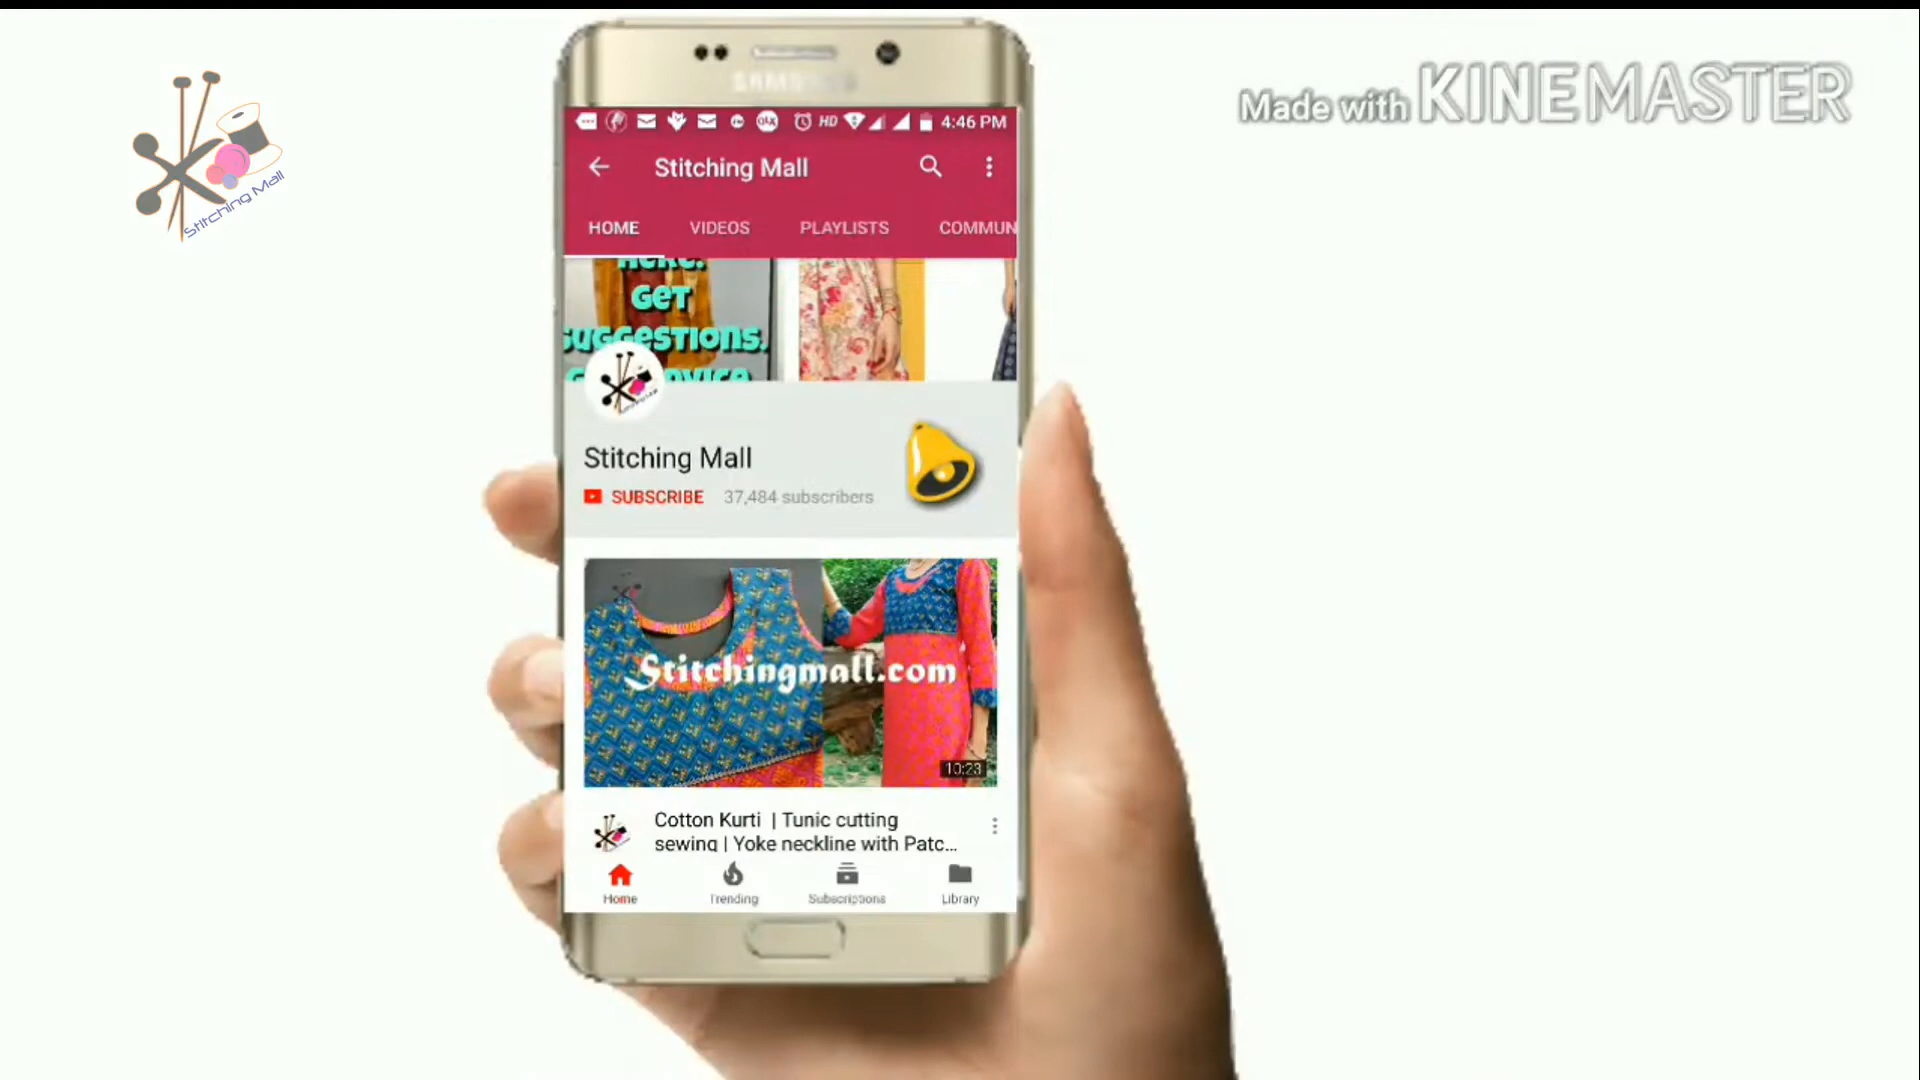 Made with KINEMASTER
Stitching Mall
SAMSUNG
HD 4:46 PM
Stitching Mall
HOME VIDEOS PLAYLISTS COMMUN
GET
SUGGESTIONS.
Stitching Mall
SUBSCRIBE 37,484 subscribers
Stitchingmall.com
10:23
Cotton Kurti | Tunic cutting
sewing | Yoke neckline with Patc...
Home Trending Subscriptions Library